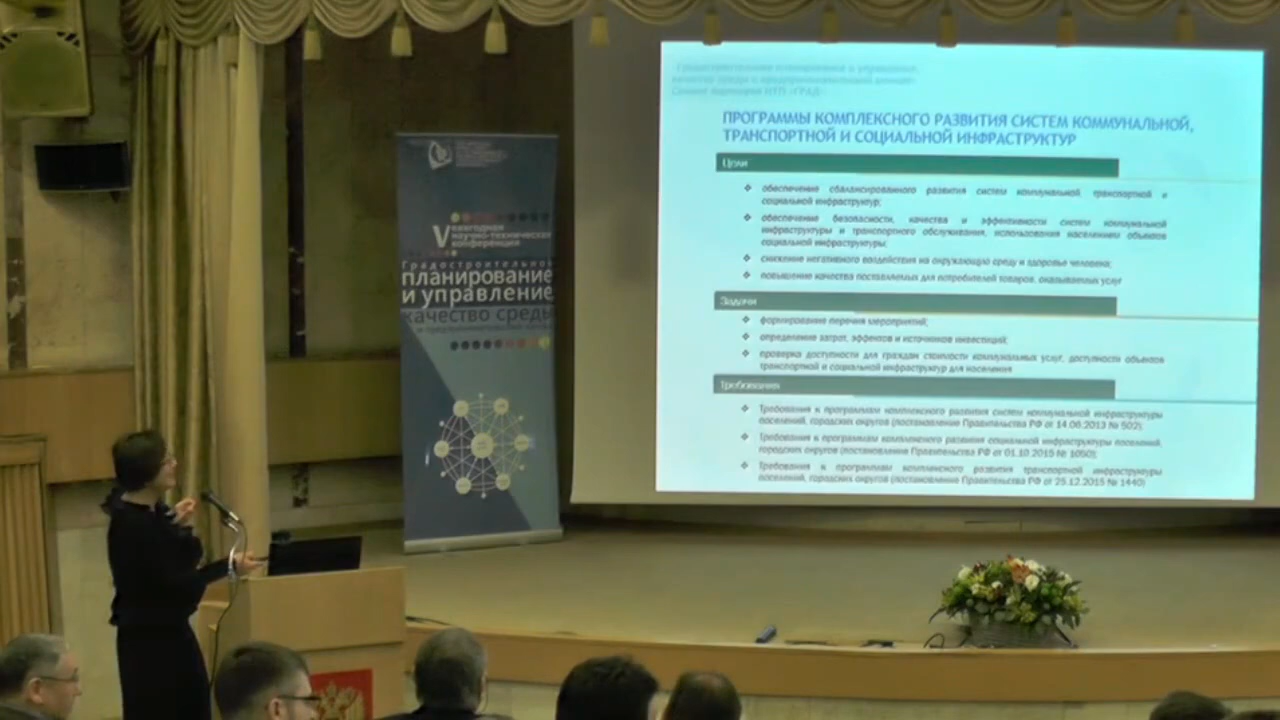 V ежегодная
научно-техническая
конференция
Градостроительное
планирование
и управление
качество среды
Градостроительное планирование и управление:
ПРОГРАММЫ КОМПЛЕКСНОГО РАЗВИТИЯ СИСТЕМ КОММУНАЛЬНОЙ,
ТРАНСПОРТНОЙ И СОЦИАЛЬНОЙ ИНФРАСТРУКТУР
Цели
❖ обеспечение сбалансированного развития систем коммунальной, транспортной и
социальной инфраструктур;
❖ обеспечение безопасности, качества и эффективности систем коммунальной
инфраструктуры и транспортного обслуживания, использования населением объектов
социальной инфраструктуры;
❖ снижение негативного воздействия на окружающую среду и здоровье человека;
❖ повышение качества поставляемых для потребителей товаров, оказываемых услуг
Задачи
❖ формирование перечня мероприятий;
❖ определение затрат, эффектов и источников инвестиций;
❖ проверка доступности для граждан стоимости коммунальных услуг, доступности объектов
транспортной и социальной инфраструктур для населения
Требования
❖ Требования к программам комплексного развития систем коммунальной инфраструктуры
поселений, городских округов (постановление Правительства РФ от 14.06.2013 № 502);
❖ Требования к программам комплексного развития социальной инфраструктуры поселений,
городских округов (постановление Правительства РФ от 01.10.2015 № 1050);
❖ Требования к программам комплексного развития транспортной инфраструктуры
поселений, городских округов (постановление Правительства РФ от 25.12.2015 № 1440)